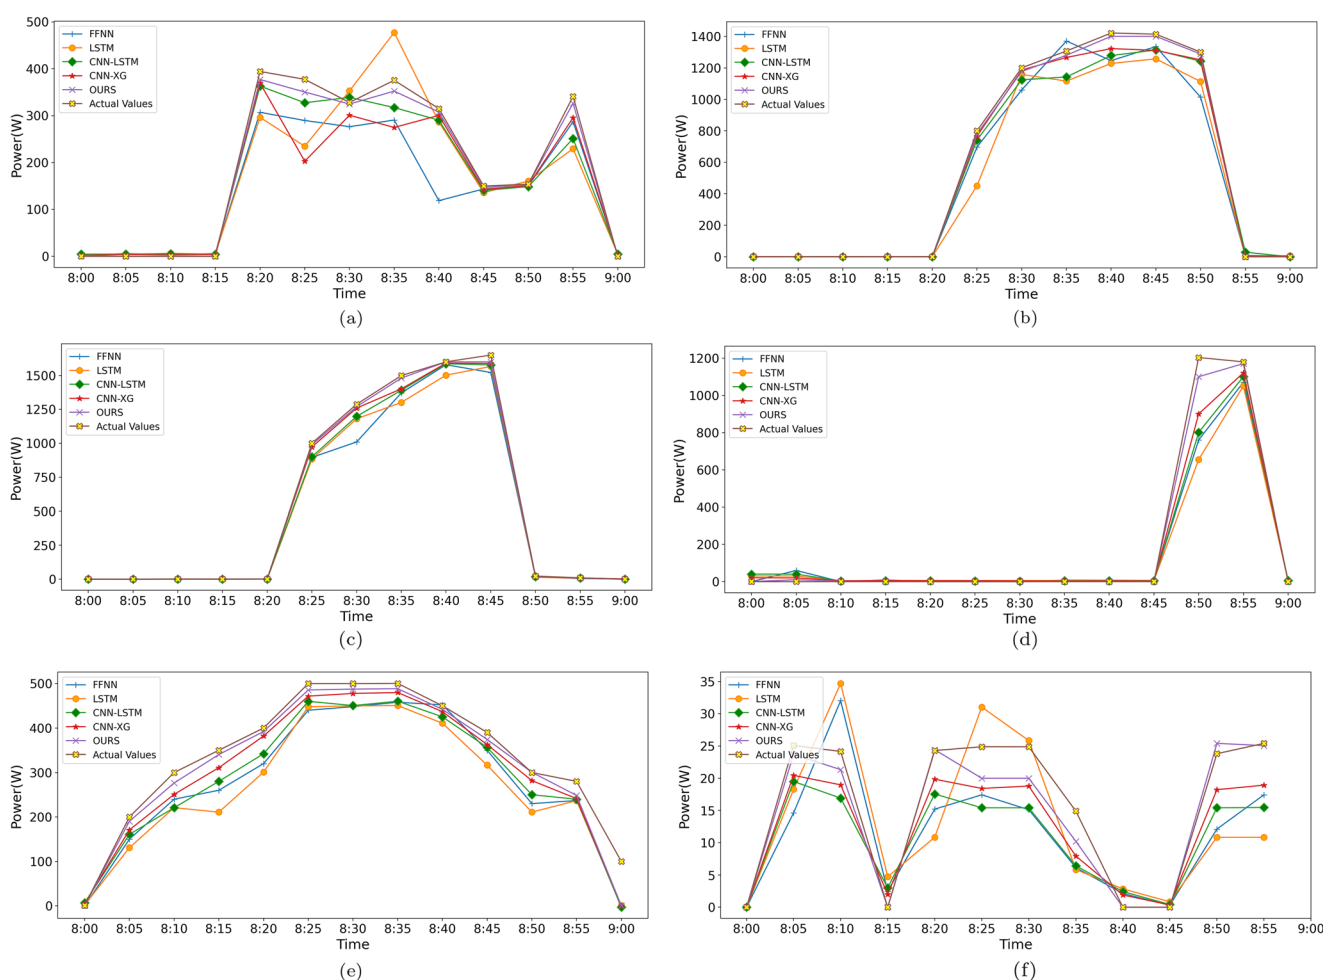 500
400
300
200
100
0
Power(W)
FFNN
LSTM
CNN-LSTM
CNN-XG
OURS
Actual Values
8:00 8:05 8:10 8:15 8:20 8:25 8:30 8:35 8:40 8:45 8:50 8:55 9:00
Time
(a)
1400
1200
1000
800
600
400
200
0
Power(W)
FFNN
LSTM
CNN-LSTM
CNN-XG
OURS
Actual Values
8:00 8:05 8:10 8:15 8:20 8:25 8:30 8:35 8:40 8:45 8:50 8:55 9:00
Time
(b)
1500
1250
1000
750
500
250
0
Power(W)
FFNN
LSTM
CNN-LSTM
CNN-XG
OURS
Actual Values
8:00 8:05 8:10 8:15 8:20 8:25 8:30 8:35 8:40 8:45 8:50 8:55 9:00
Time
(c)
1200
1000
800
600
400
200
0
Power(W)
FFNN
LSTM
CNN-LSTM
CNN-XG
OURS
Actual Values
8:00 8:05 8:10 8:15 8:20 8:25 8:30 8:35 8:40 8:45 8:50 8:55 9:00
Time
(d)
500
400
300
200
100
0
Power(W)
FFNN
LSTM
CNN-LSTM
CNN-XG
OURS
Actual Values
8:00 8:05 8:10 8:15 8:20 8:25 8:30 8:35 8:40 8:45 8:50 8:55 9:00
Time
(e)
35
30
25
20
15
10
5
0
Power(W)
FFNN
LSTM
CNN-LSTM
CNN-XG
OURS
Actual Values
8:00 8:05 8:10 8:15 8:20 8:25 8:30 8:35 8:40 8:45 8:50 8:55 9:00
Time
(f)